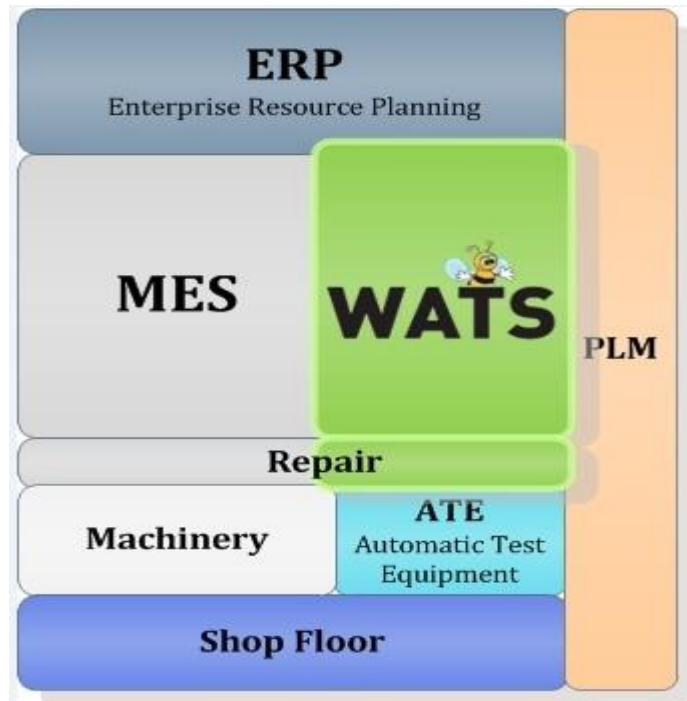 ERP
Enterprise Resource Planning
MES
WATS
PLM
Repair
Machinery
ATE
Automatic Test
Equipment
Shop Floor